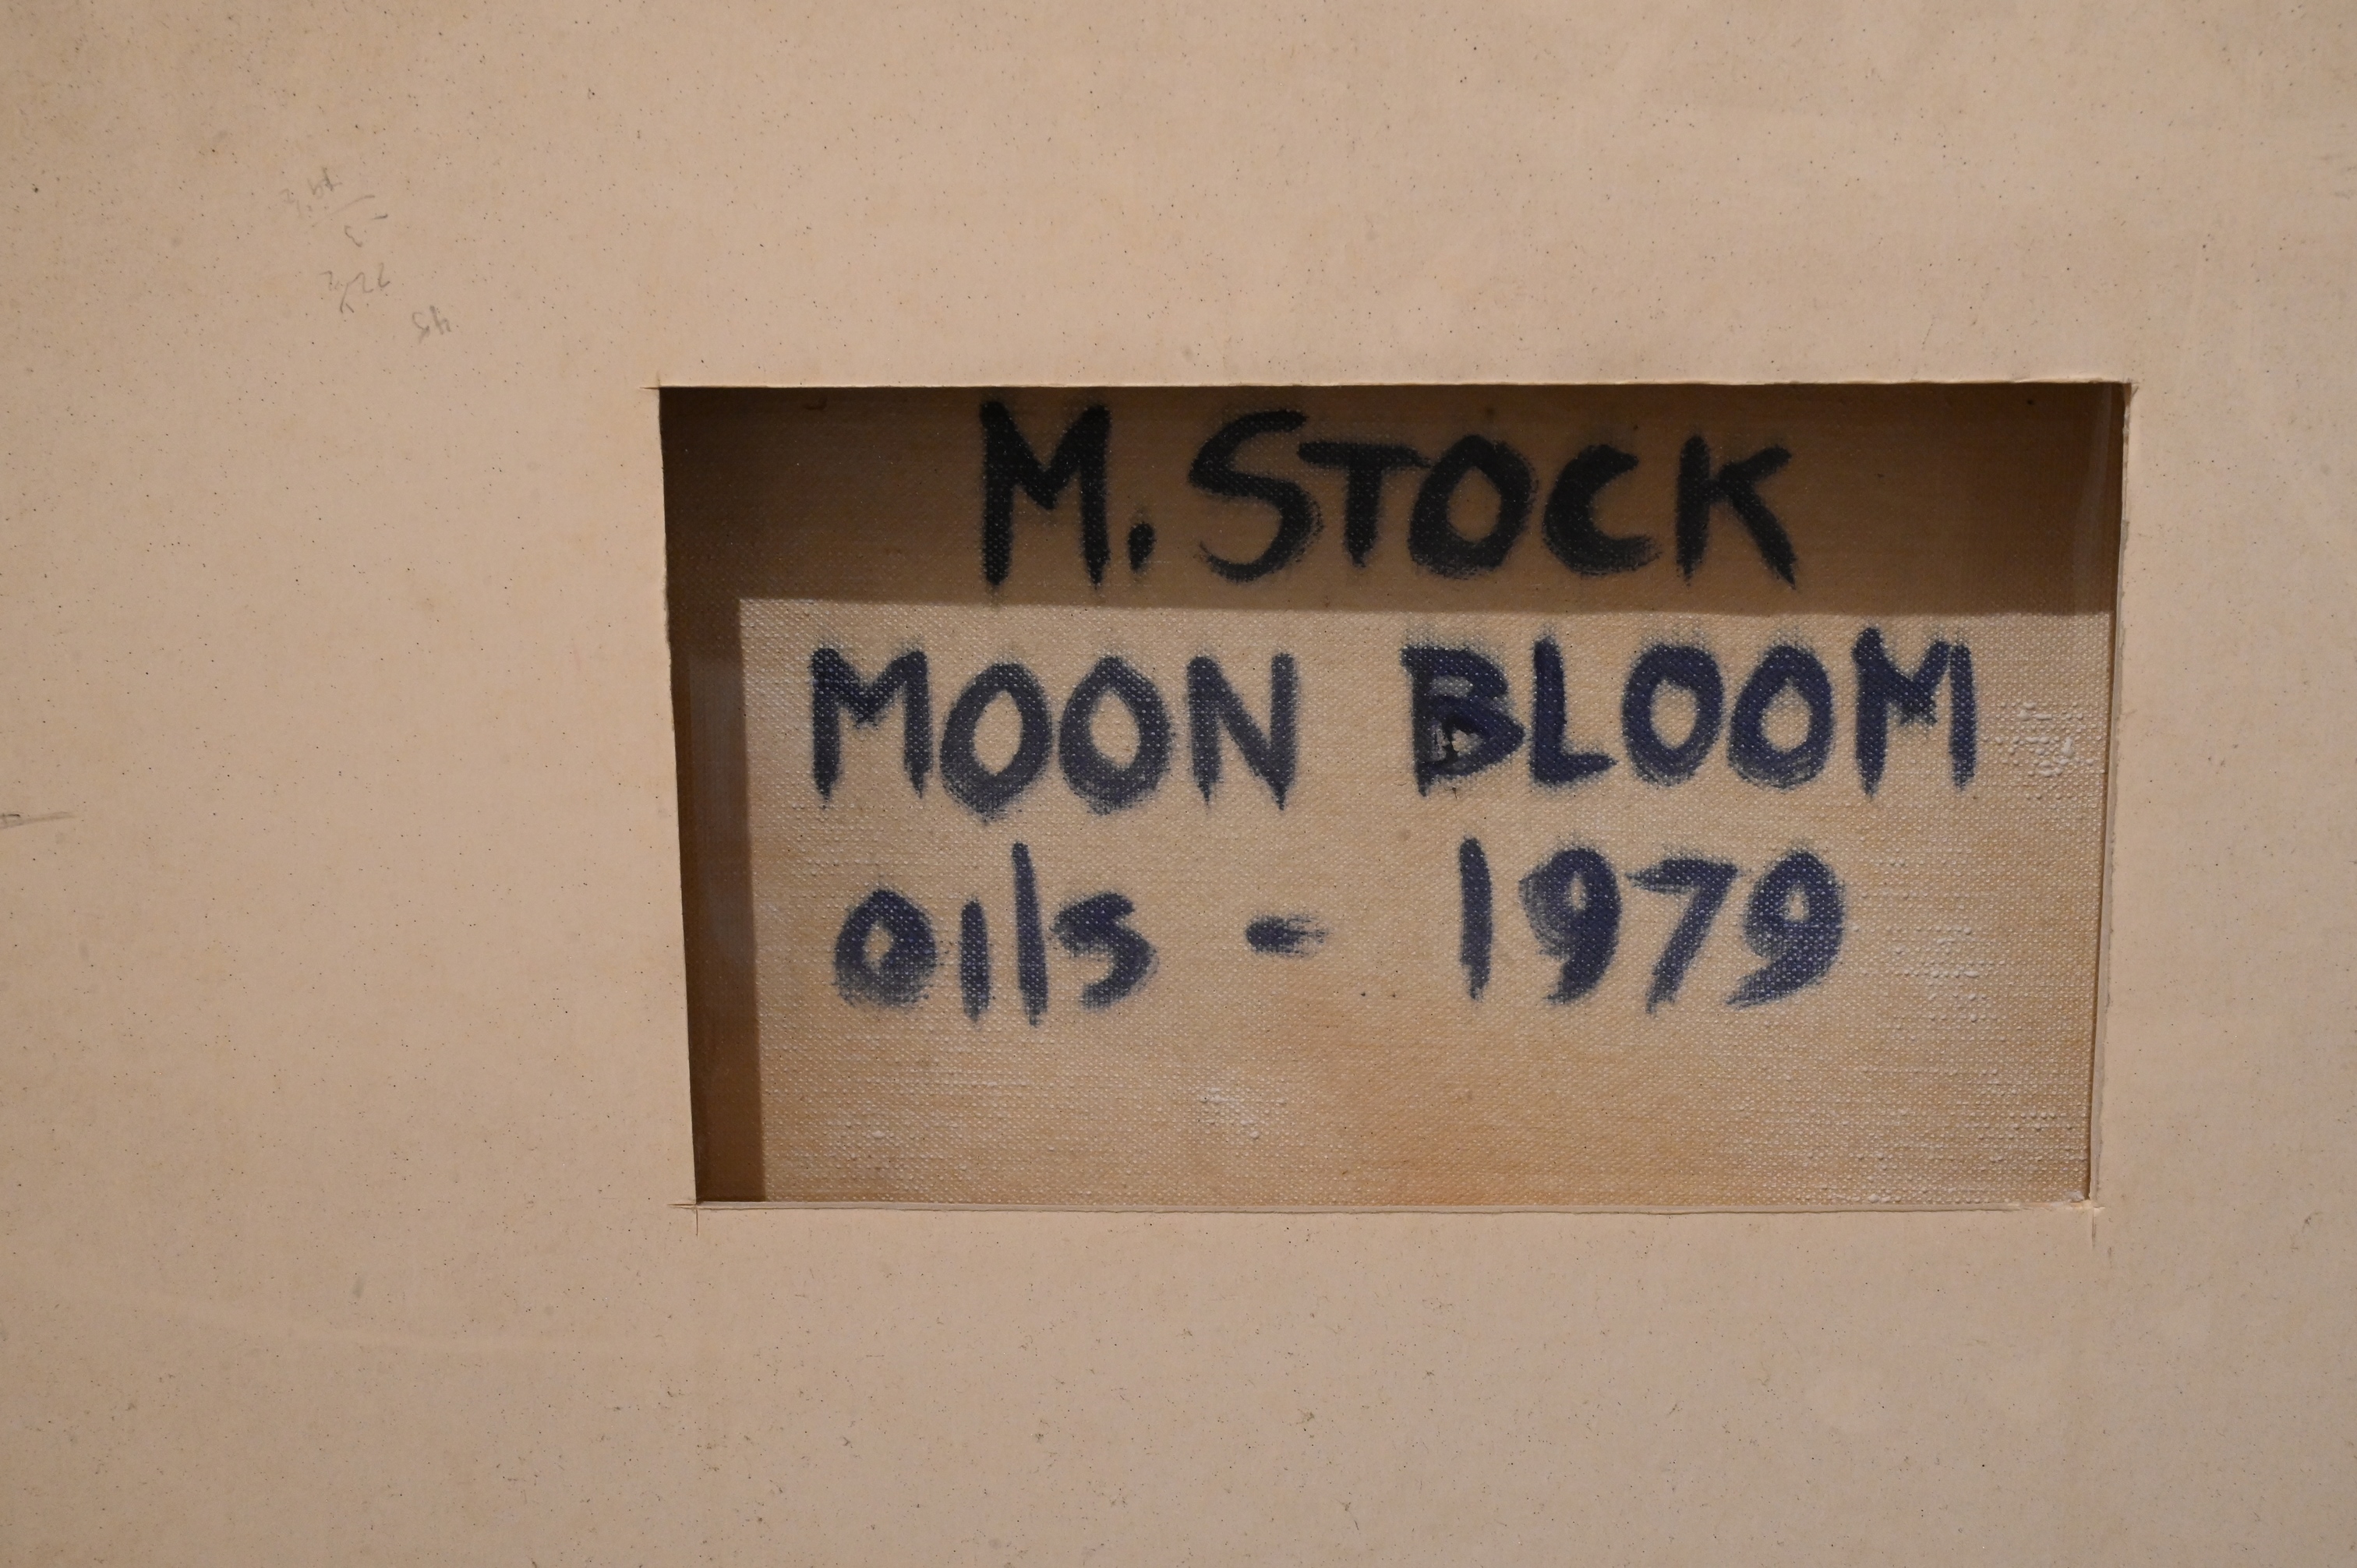 M. STOCK
MOON BLOOM
OILS - 1979